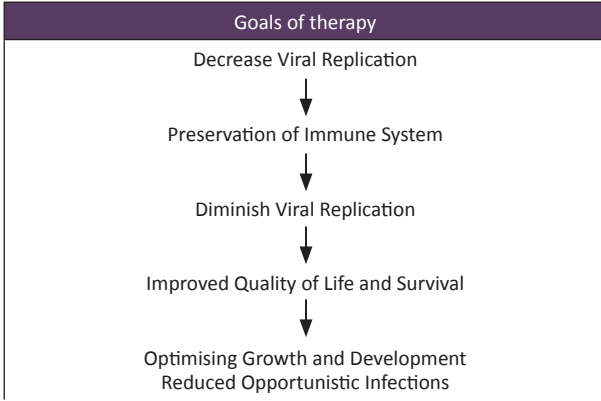 Goals of therapy
Decrease Viral Replication
Preservation of Immune System
Diminish Viral Replication
Improved Quality of Life and Survival
Optimising Growth and Development
Reduced Opportunistic Infections